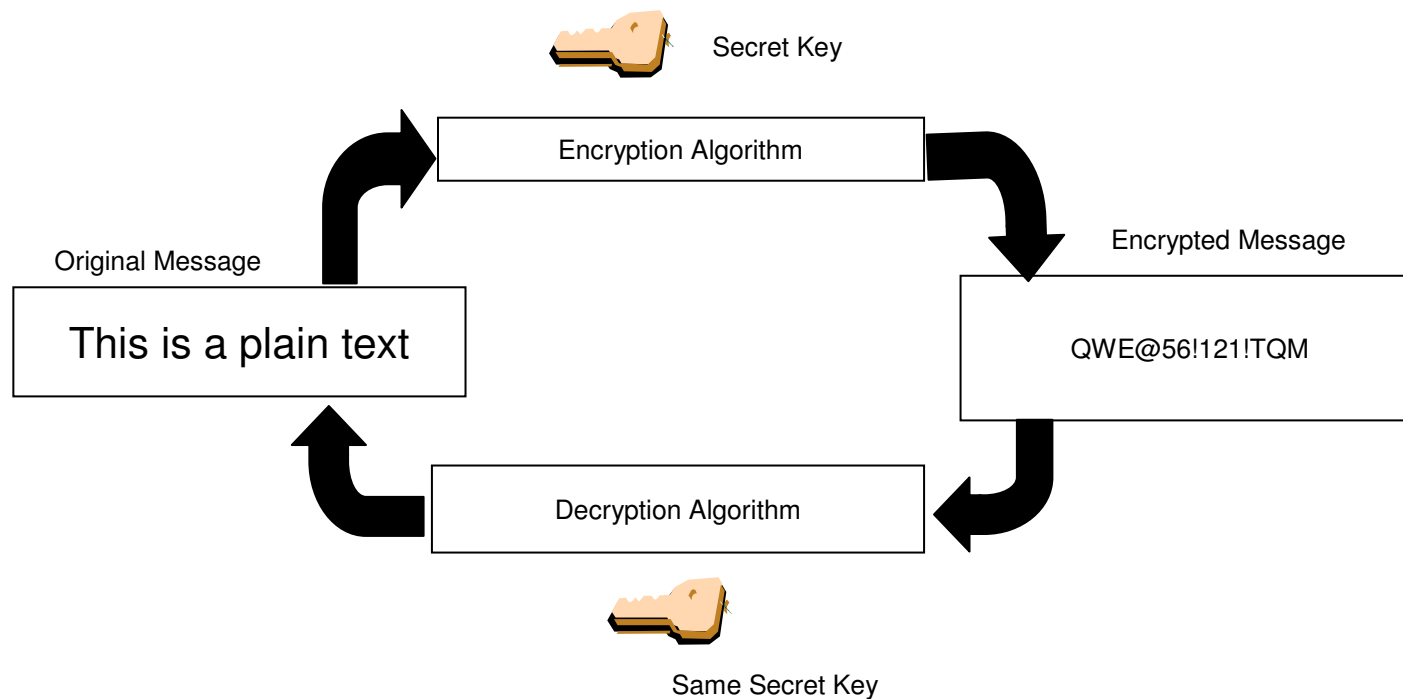 Secret Key
Encryption Algorithm
Encrypted Message
Original Message
This is a plain text
QWE@56!121!TQM
Decryption Algorithm
Same Secret Key